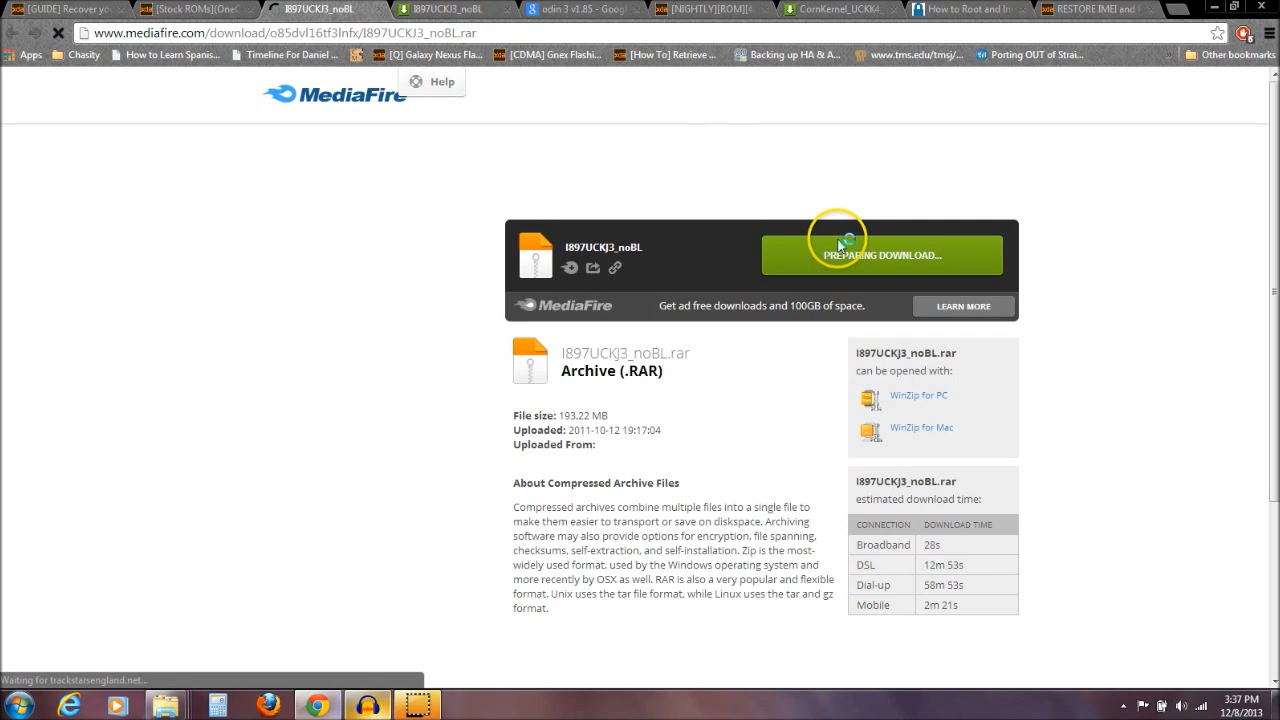 [GUIDE] Recover you
[Stock ROMs][OneC
I897UCKJ3_noBL
I897UCKJ3_noBL
odin 3 v1.85 - Goog
[NIGHTLY][ROM][4
CornKernel_UCKK4
How to Root and In
RESTORE IMEI and F
www.mediafire.com/download/o85dvl16tf3lnfx/I897UCKJ3_noBL.rar
Apps
Chasity
How to Learn Spanis...
Timeline For Daniel ...
[Q] Galaxy Nexus Fla...
[CDMA] Gnex Flashi...
[How To] Retrieve ...
Backing up HA & A...
www.tms.edu/tmsj/...
Porting OUT of Strai...
»
Other bookmarks
MediaFire
Help
I897UCKJ3_noBL
PREPARING DOWNLOAD...
MediaFire
Get ad free downloads and 100GB of space.
LEARN MORE
I897UCKJ3_noBL.rar
Archive (.RAR)
File size: 193.22 MB
Uploaded: 2011-10-12 19:17:04
Uploaded From:
About Compressed Archive Files
Compressed archives combine multiple files into a single file to
make them easier to transport or save on diskspace. Archiving
software may also provide options for encryption, file spanning,
checksums, self-extraction, and self-installation. Zip is the most-
widely used format, used by the Windows operating system and
more recently by OSX as well. RAR is also a very popular and flexible
format. Unix uses the tar file format, while Linux uses the tar and gz
format.
I897UCKJ3_noBL.rar
can be opened with:
WinZip for PC
WinZip for Mac
I897UCKJ3_noBL.rar
estimated download time:
CONNECTION DOWNLOAD TIME
Broadband 28s
DSL 12m 53s
Dial-up 58m 53s
Mobile 2m 21s
Waiting for trackstarsengland.net...
3:37 PM
12/8/2013